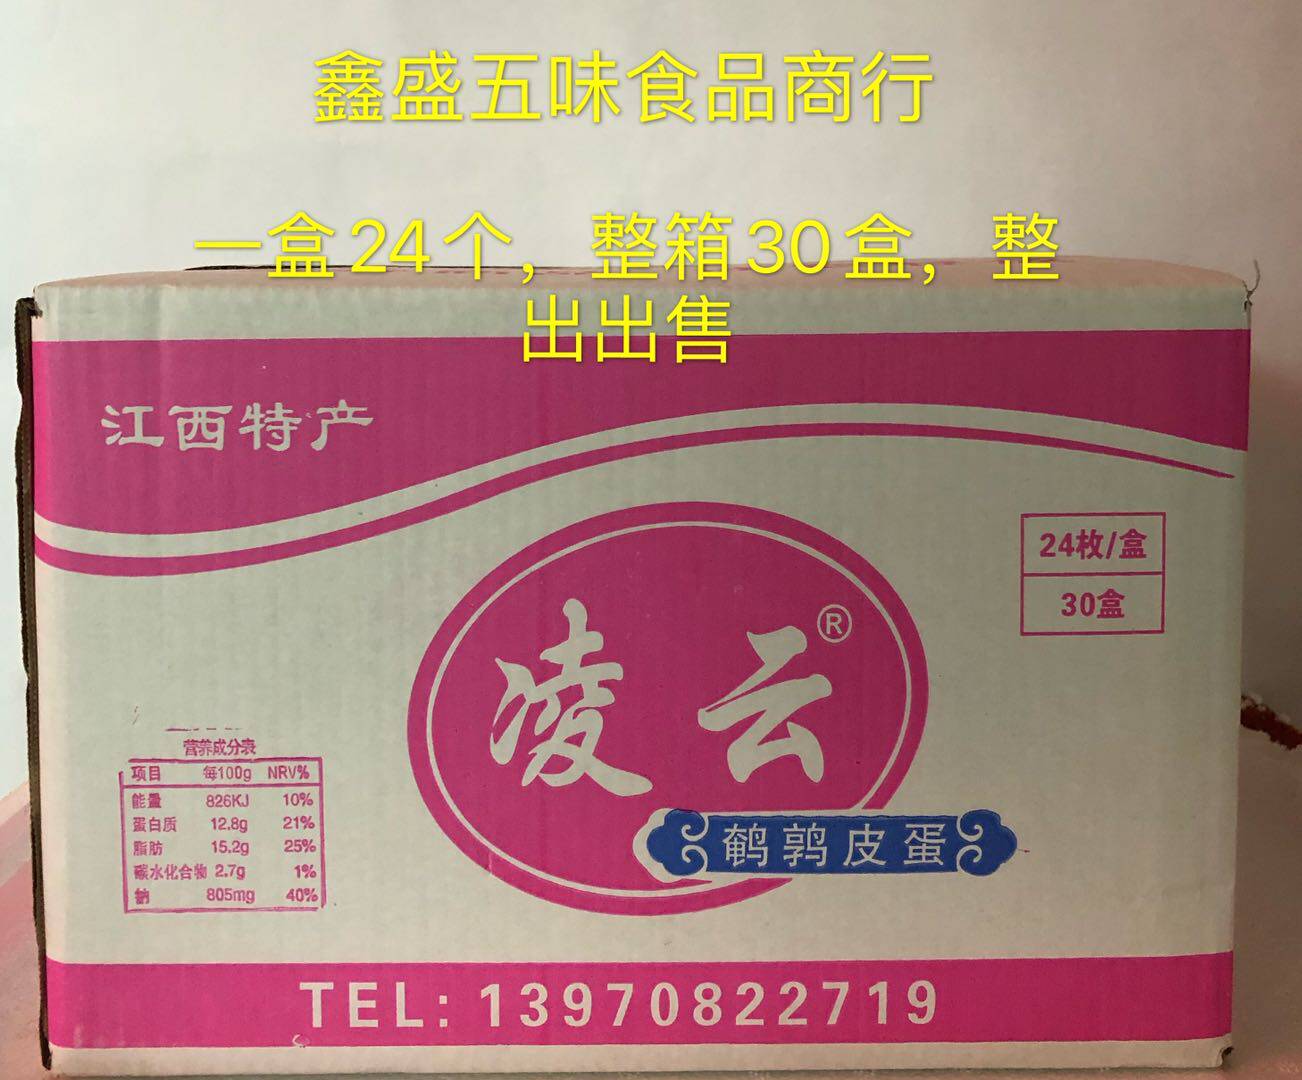 鑫盛五味食品商行
一盒24个，整箱30盒，整
出出售
江西特产
24枚/盒
30盒
凌云®
鹌鹑皮蛋
营养成分表
项目 每100g NRV%
能量 826KJ 10%
蛋白质 12.8g 21%
脂肪 15.2g 25%
碳水化合物 2.7g 1%
钠 805mg 40%
TEL: 13970822719